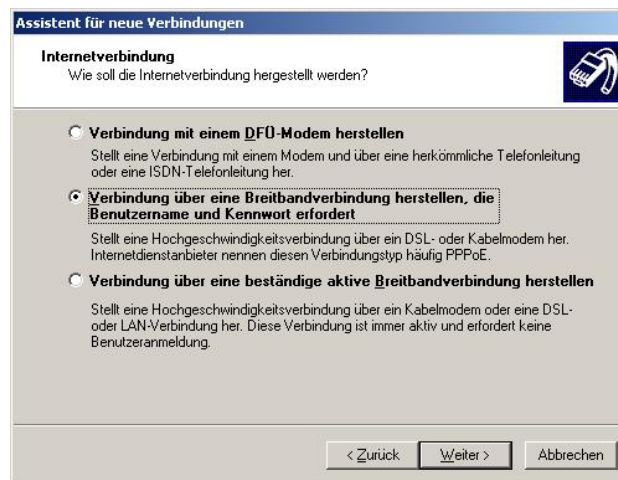 Assistent für neue Verbindungen
Internetverbindung
Wie soll die Internetverbindung hergestellt werden?
Verbindung mit einem DFÜ-Modem herstellen
Stellt eine Verbindung mit einem Modem und über eine herkömmliche Telefonleitung
oder eine ISDN-Telefonleitung her.
Verbindung über eine Breitbandverbindung herstellen, die
Benutzername und Kennwort erfordert
Stellt eine Hochgeschwindigkeitsverbindung über ein DSL- oder Kabelmodem her.
Internetdienstanbieter nennen diesen Verbindungstyp häufig PPPoE.
Verbindung über eine beständige aktive Breitbandverbindung herstellen
Stellt eine Hochgeschwindigkeitsverbindung über ein Kabelmodem oder eine DSL-
oder LAN-Verbindung her. Diese Verbindung ist immer aktiv und erfordert keine
Benutzeranmeldung.
< Zurück Weiter > Abbrechen